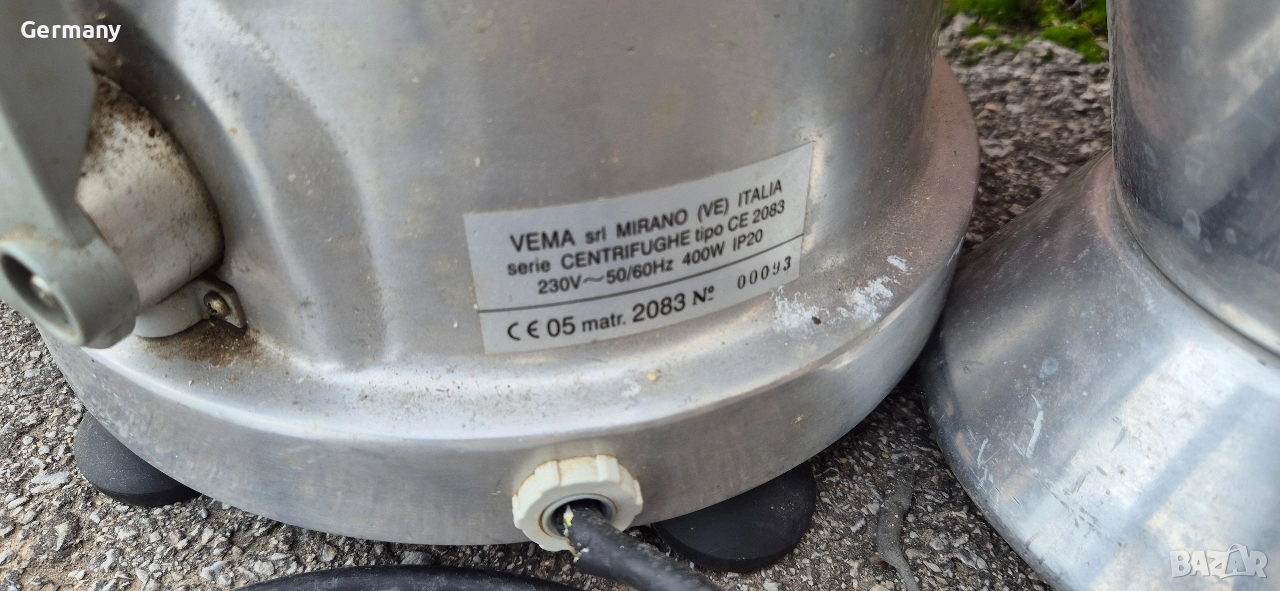 Germany
VEMA srl MIRANO (VE) ITALIA
serie CENTRIFUGHE tipo CE 2083
230V~50/60Hz 400W IP20
CE 05 matr. 2083 Nº 00093
BAZAR